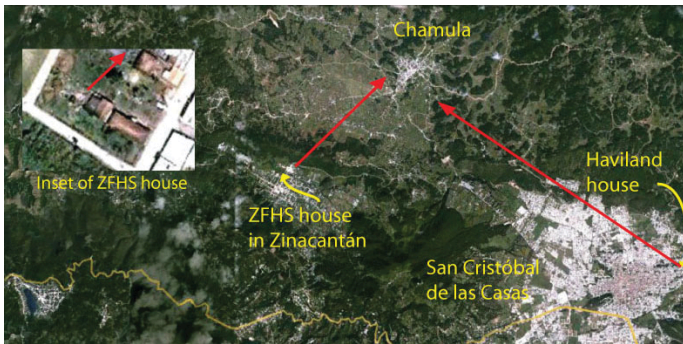 Chamula
Inset of ZFHS house
ZFHS house
in Zinacantán
Haviland
house
San Cristóbal
de las Casas